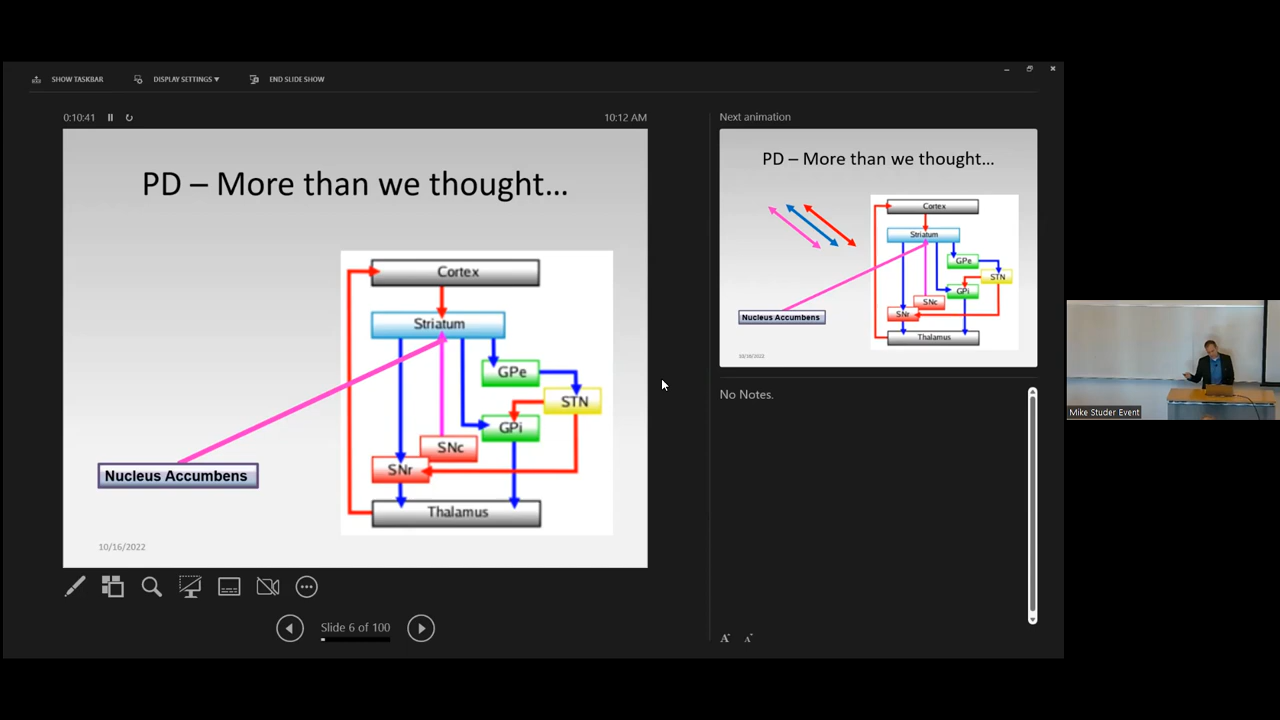 SHOW TASKBAR
DISPLAY SETTINGS ▾
END SLIDE SHOW
0:10:41
10:12 AM
PD – More than we thought...
Cortex
Striatum
GPe
STN
GPi
SNc
SNr
Nucleus Accumbens
Thalamus
10/16/2022
Slide 6 of 100
Next animation
PD – More than we thought...
Cortex
Striatum
GPe
STN
GPi
SNc
SNr
Nucleus Accumbens
Thalamus
10/16/2022
No Notes.
A A
Mike Studer Event